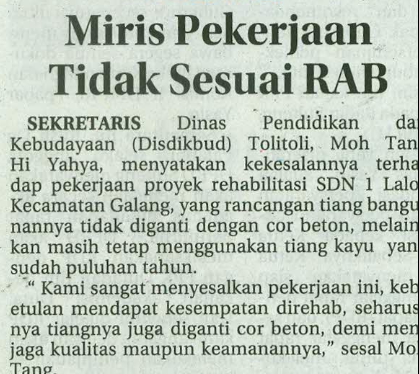 Miris Pekerjaan
Tidak Sesuai RAB
SEKRETARIS Dinas Pendidikan da
Kebudayaan (Disdikbud) Tolitoli, Moh Tan
Hi Yahya, menyatakan kekesalannya terha
dap pekerjaan proyek rehabilitasi SDN 1 Lalo
Kecamatan Galang, yang rancangan tiang bangu
nannya tidak diganti dengan cor beton, melain
kan masih tetap menggunakan tiang kayu yan
sudah puluhan tahun.
“ Kami sangat menyesalkan pekerjaan ini, keb
etulan mendapat kesempatan direhab, seharus
nya tiangnya juga diganti cor beton, demi men
jaga kualitas maupun keamanannya,” sesal Mo
Tang.